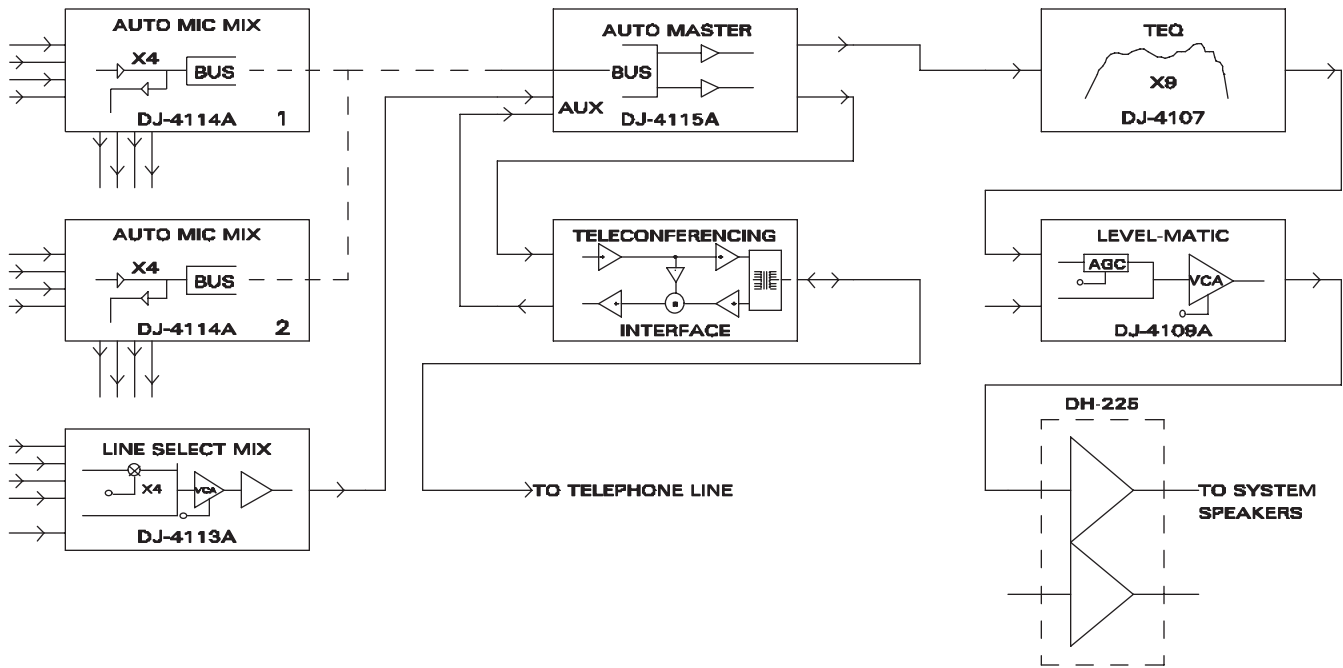 AUTO MIC MIX
X4
BUS
DJ-4114A 1
AUTO MIC MIX
X4
BUS
DJ-4114A 2
LINE SELECT MIX
X4
VCA
DJ-4113A
AUTO MASTER
BUS
AUX
DJ-4115A
TELECONFERENCING
INTERFACE
TO TELEPHONE LINE
TEQ
X9
DJ-4107
LEVEL-MATIC
AGC
VCA
DJ-4109A
DH-225
TO SYSTEM
SPEAKERS